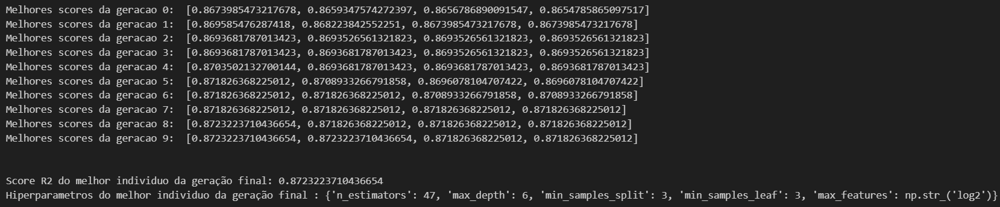 Melhores scores da geracao 0:  [0.8673985473217678, 0.8659347574272397, 0.8656786890091547, 0.8654785865097517]
Melhores scores da geracao 1:  [0.869585476287418, 0.868223842552251, 0.8673985473217678, 0.8673985473217678]
Melhores scores da geracao 2:  [0.8693681787013423, 0.8693526561321823, 0.8693526561321823, 0.8693526561321823]
Melhores scores da geracao 3:  [0.8693681787013423, 0.8693681787013423, 0.8693526561321823, 0.8693526561321823]
Melhores scores da geracao 4:  [0.8703502132700144, 0.8693681787013423, 0.8693681787013423, 0.8693681787013423]
Melhores scores da geracao 5:  [0.871826368225012, 0.8708933266791858, 0.8696078104707422, 0.8696078104707422]
Melhores scores da geracao 6:  [0.871826368225012, 0.871826368225012, 0.8708933266791858, 0.8708933266791858]
Melhores scores da geracao 7:  [0.871826368225012, 0.871826368225012, 0.871826368225012, 0.871826368225012]
Melhores scores da geracao 8:  [0.8723223710436654, 0.871826368225012, 0.871826368225012, 0.871826368225012]
Melhores scores da geracao 9:  [0.8723223710436654, 0.8723223710436654, 0.871826368225012, 0.871826368225012]
Score R2 do melhor individuo da geração final: 0.8723223710436654
Hiperparametros do melhor individuo da geração final : {'n_estimators': 47, 'max_depth': 6, 'min_samples_split': 3, 'min_samples_leaf': 3, 'max_features': np.str_('log2')}